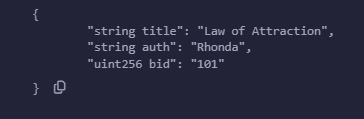 {
"string title": "Law of Attraction",
"string auth": "Rhonda",
"uint256 bid": "101"
}